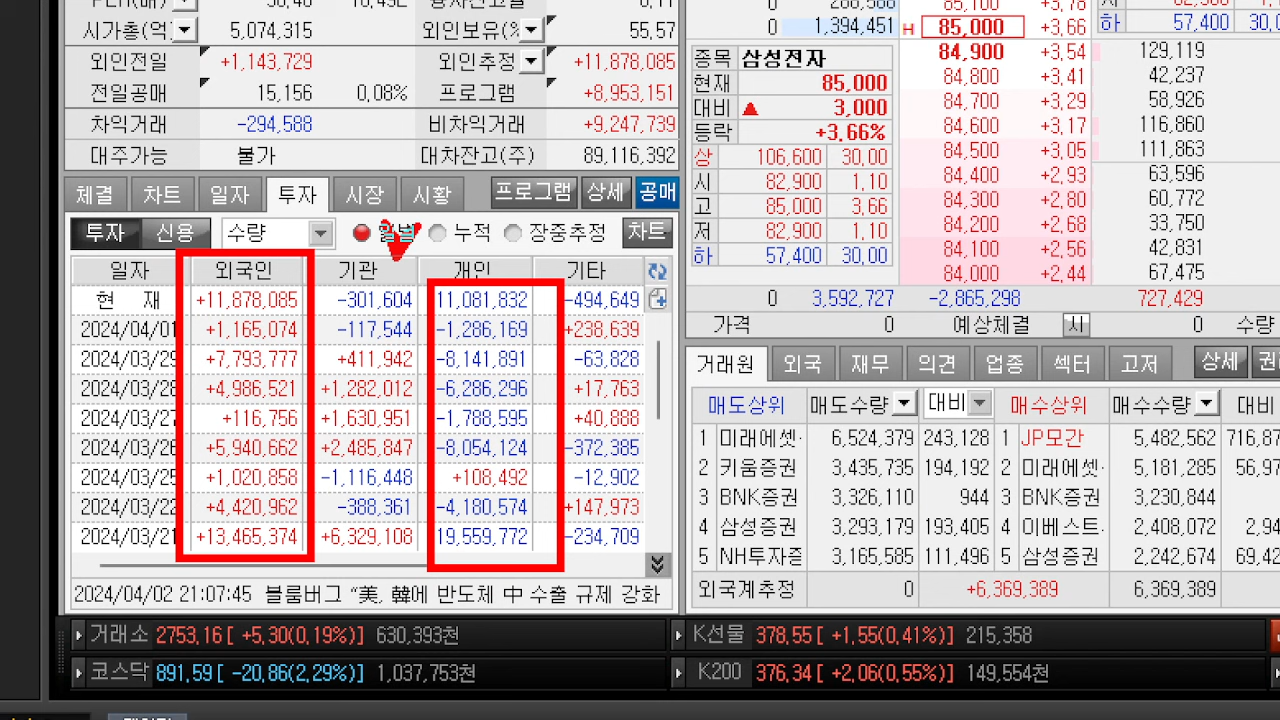 시가총(억) 5,074,315 외인보유(% 55,57
외인전일 +1,143,729 외인추정 +11,878,085
전일공매 15,156 0,08% 프로그램 +8,953,151
차익거래 -294,588 비차익거래 +9,247,739
대주가능 불가 대차잔고(주) 89,116,392
체결 차트 일자 투자 시장 시황 프로그램 상세 공매
투자 신용 수량 누적 장중추정 차트
일자 외국인 기관 개인 기타
현 재 +11,878,085 -301,604 11,081,832 -494,649
2024/04/01 +1,165,074 -117,544 -1,286,169 +238,639
2024/03/29 +7,793,777 +411,942 -8,141,891 -63,828
2024/03/28 +4,986,521 +1,282,012 -6,286,296 +17,763
2024/03/27 +116,756 +1,630,951 -1,788,595 +40,888
2024/03/26 +5,940,662 +2,485,847 -8,054,124 -372,385
2024/03/25 +1,020,858 -1,116,448 +108,492 -12,902
2024/03/22 +4,420,962 -388,361 -4,180,574 +147,973
2024/03/21 +13,465,374 +6,329,108 19,559,772 -234,709
2024/04/02 21:07:45 블룸버그 “美, 韓에 반도체 中 수출 규제 강화
0 1,394,451 H 85,000 +3,66
하 57,400
종목 삼성전자
현재 85,000
대비 ▲ 3,000
등락 +3,66%
상 106,600 30,00
시 82,900 1,10
고 85,000 3,66
저 82,900 1,10
하 57,400 30,00
84,900 +3,54 129,119
84,800 +3,41 42,237
84,700 +3,29 58,926
84,600 +3,17 116,860
84,500 +3,05 111,863
84,400 +2,93 63,596
84,300 +2,80 60,772
84,200 +2,68 33,750
84,100 +2,56 42,831
84,000 +2,44 67,475
0 3,592,727 -2,865,298 727,429
가격 0 예상체결 시 0 수량
거래원 외국 재무 의견 업종 섹터 고저 상세
매도상위 매도수량 대비 매수상위 매수수량 대비
1 미래에셋 6,524,379 243,128 1 JP모간 5,482,562 716,87
2 키움증권 3,435,735 194,192 2 미래에셋 5,181,285 56,97
3 BNK증권 3,326,110 944 3 BNK증권 3,230,844
4 삼성증권 3,293,179 193,405 4 이베스트 2,408,072 2,94
5 NH투자증 3,165,585 111,496 5 삼성증권 2,242,674 69,42
외국계추정 0 +6,369,389 6,369,389
거래소 2753,16 [ +5,30(0,19%)] 630,393천 K선물 378,55 [ +1,55(0,41%)] 215,358
코스닥 891,59 [ -20,86(2,29%)] 1,037,753천 K200 376,34 [ +2,06(0,55%)] 149,554천